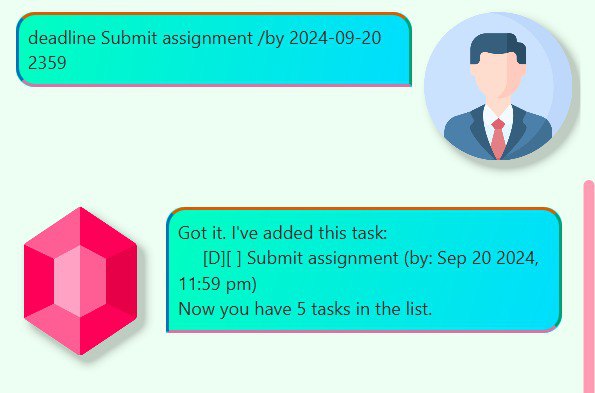 deadline Submit assignment /by 2024-09-20
2359
Got it. I've added this task:
[D][ ] Submit assignment (by: Sep 20 2024,
11:59 pm)
Now you have 5 tasks in the list.